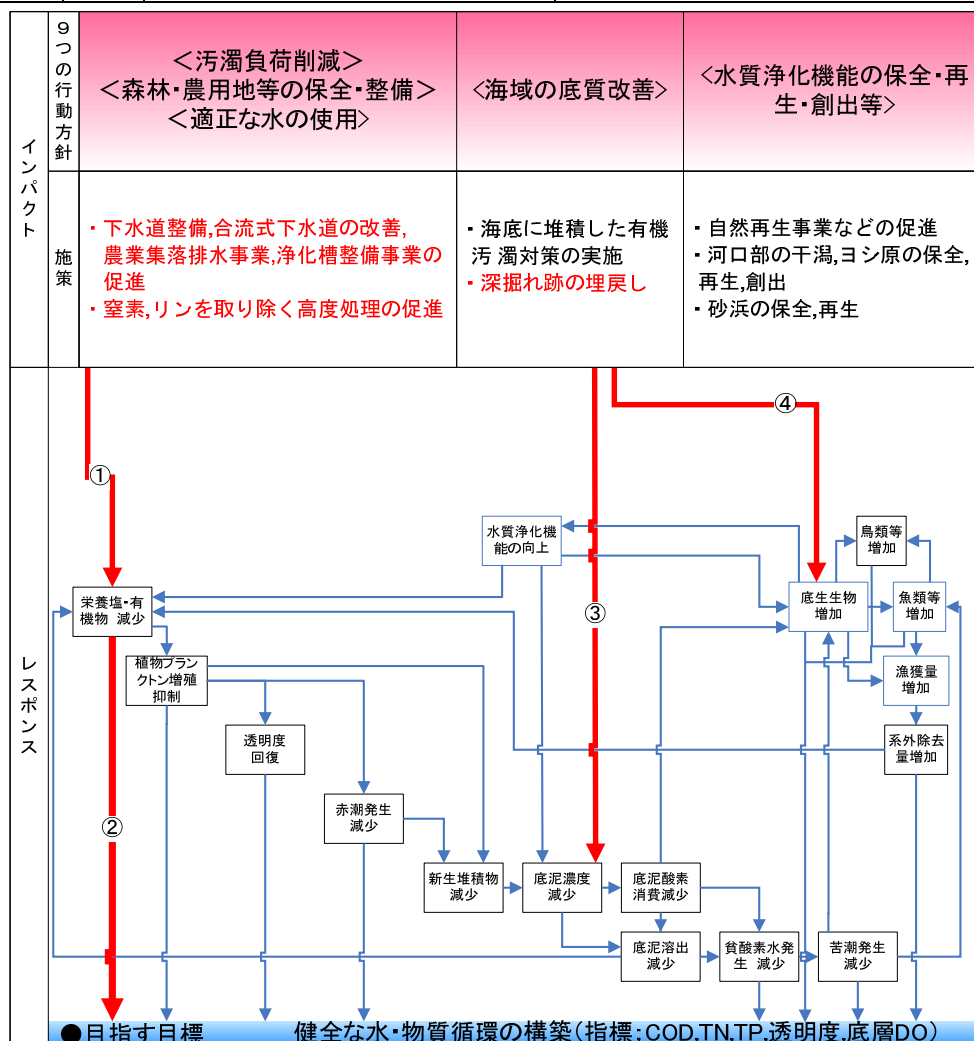 インパクト
9つの行動方針
＜汚濁負荷削減＞
＜森林・農用地等の保全・整備＞
＜適正な水の使用＞
＜海域の底質改善＞
＜水質浄化機能の保全・再
生・創出等＞
施策
・下水道整備,合流式下水道の改善,
農業集落排水事業,浄化槽整備事業の
促進
・窒素,リンを取り除く高度処理の促進
・海底に堆積した有機
汚 濁対策の実施
・深掘れ跡の埋戻し
・自然再生事業などの促進
・河口部の干潟,ヨシ原の保全,
再生,創出
・砂浜の保全,再生
レスポンス
④
①
水質浄化機
能の向上
鳥類等
増加
栄養塩・有
機物 減少
③
底生生物
増加
魚類等
増加
植物プラン
クトン増殖
抑制
漁獲量
増加
透明度
回復
系外除去
量増加
赤潮発生
減少
②
新生堆積物
減少
底泥濃度
減少
底泥酸素
消費減少
底泥溶出
減少
貧酸素水発
生 減少
苦潮発生
減少
●目指す目標
健全な水・物質循環の構築(指標:COD,TN,TP,透明度,底層DO)